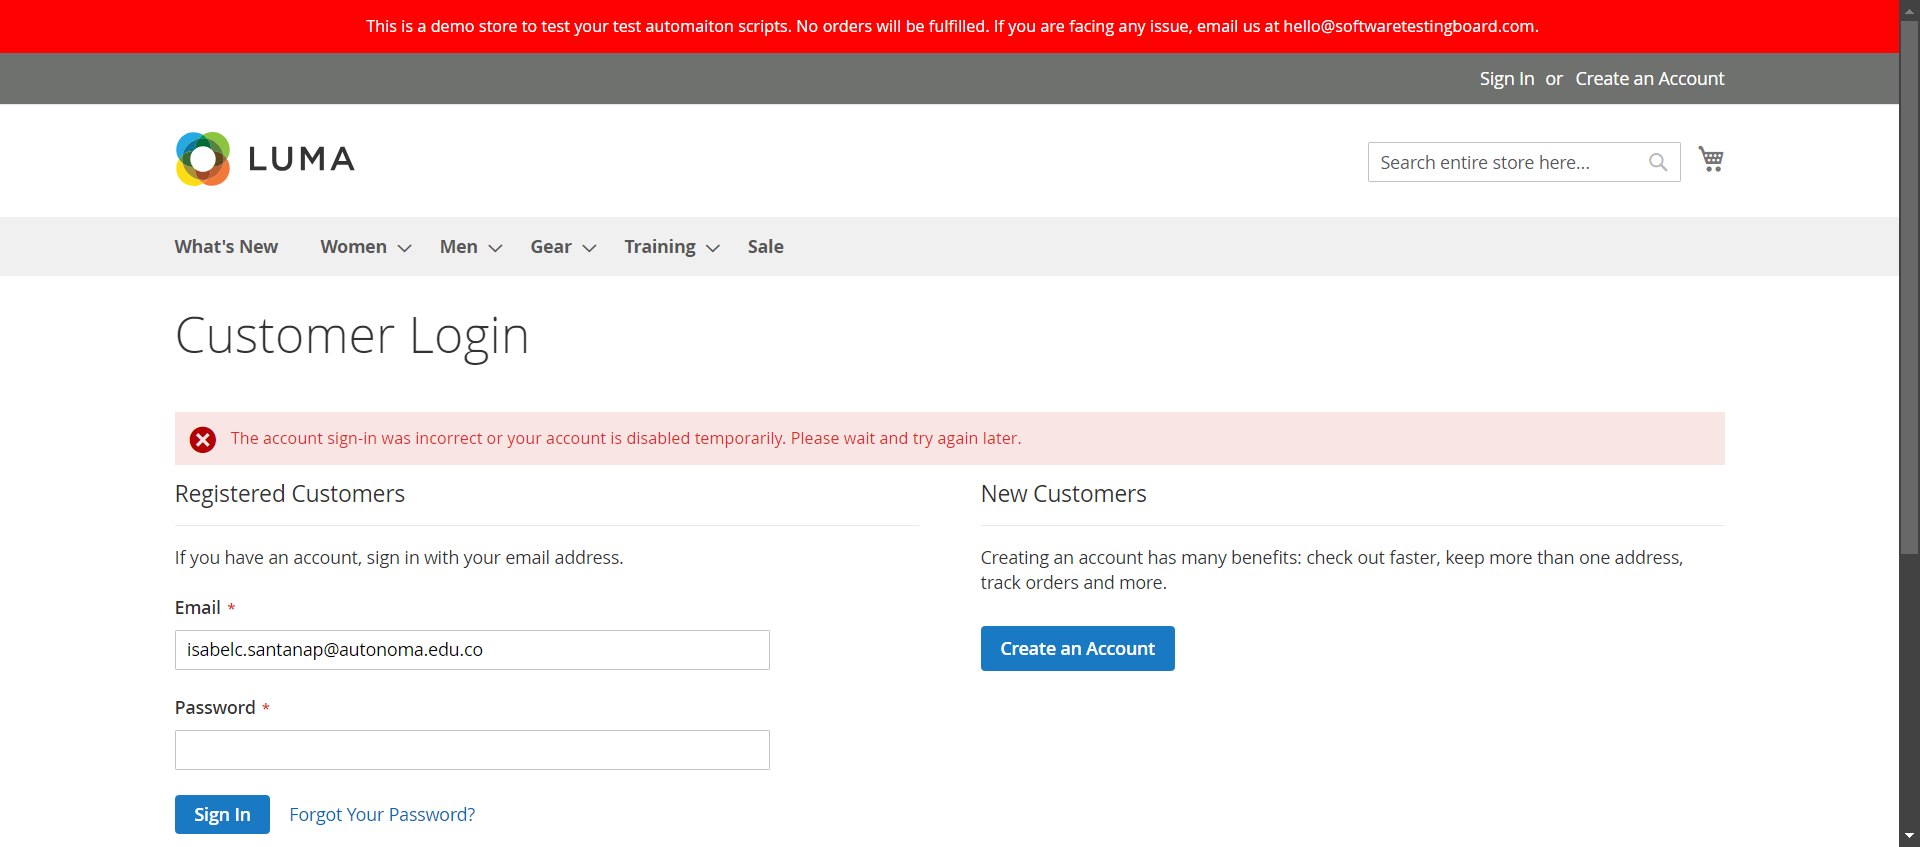 This is a demo store to test your test automaiton scripts. No orders will be fulfilled. If you are facing any issue, email us at hello@softwaretestingboard.com.
Sign In or Create an Account
LUMA
Search entire store here...
What's New Women Men Gear Training Sale
Customer Login
The account sign-in was incorrect or your account is disabled temporarily. Please wait and try again later.
Registered Customers
If you have an account, sign in with your email address.
Email *
isabelc.santanap@autonoma.edu.co
Password *
Sign In Forgot Your Password?
New Customers
Creating an account has many benefits: check out faster, keep more than one address,
track orders and more.
Create an Account